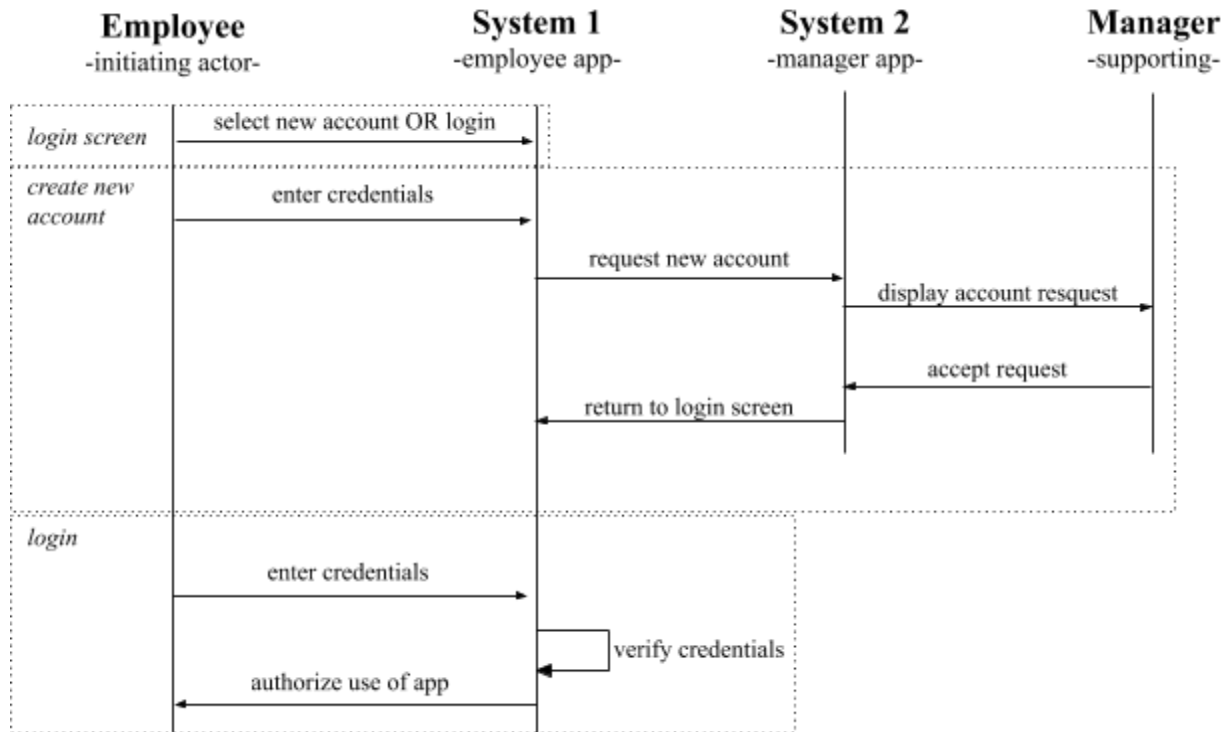 Employee
-initiating actor-
System 1
-employee app-
System 2
-manager app-
Manager
-supporting-
login screen
select new account OR login
create new
account
enter credentials
request new account
display account resquest
accept request
return to login screen
login
enter credentials
verify credentials
authorize use of app